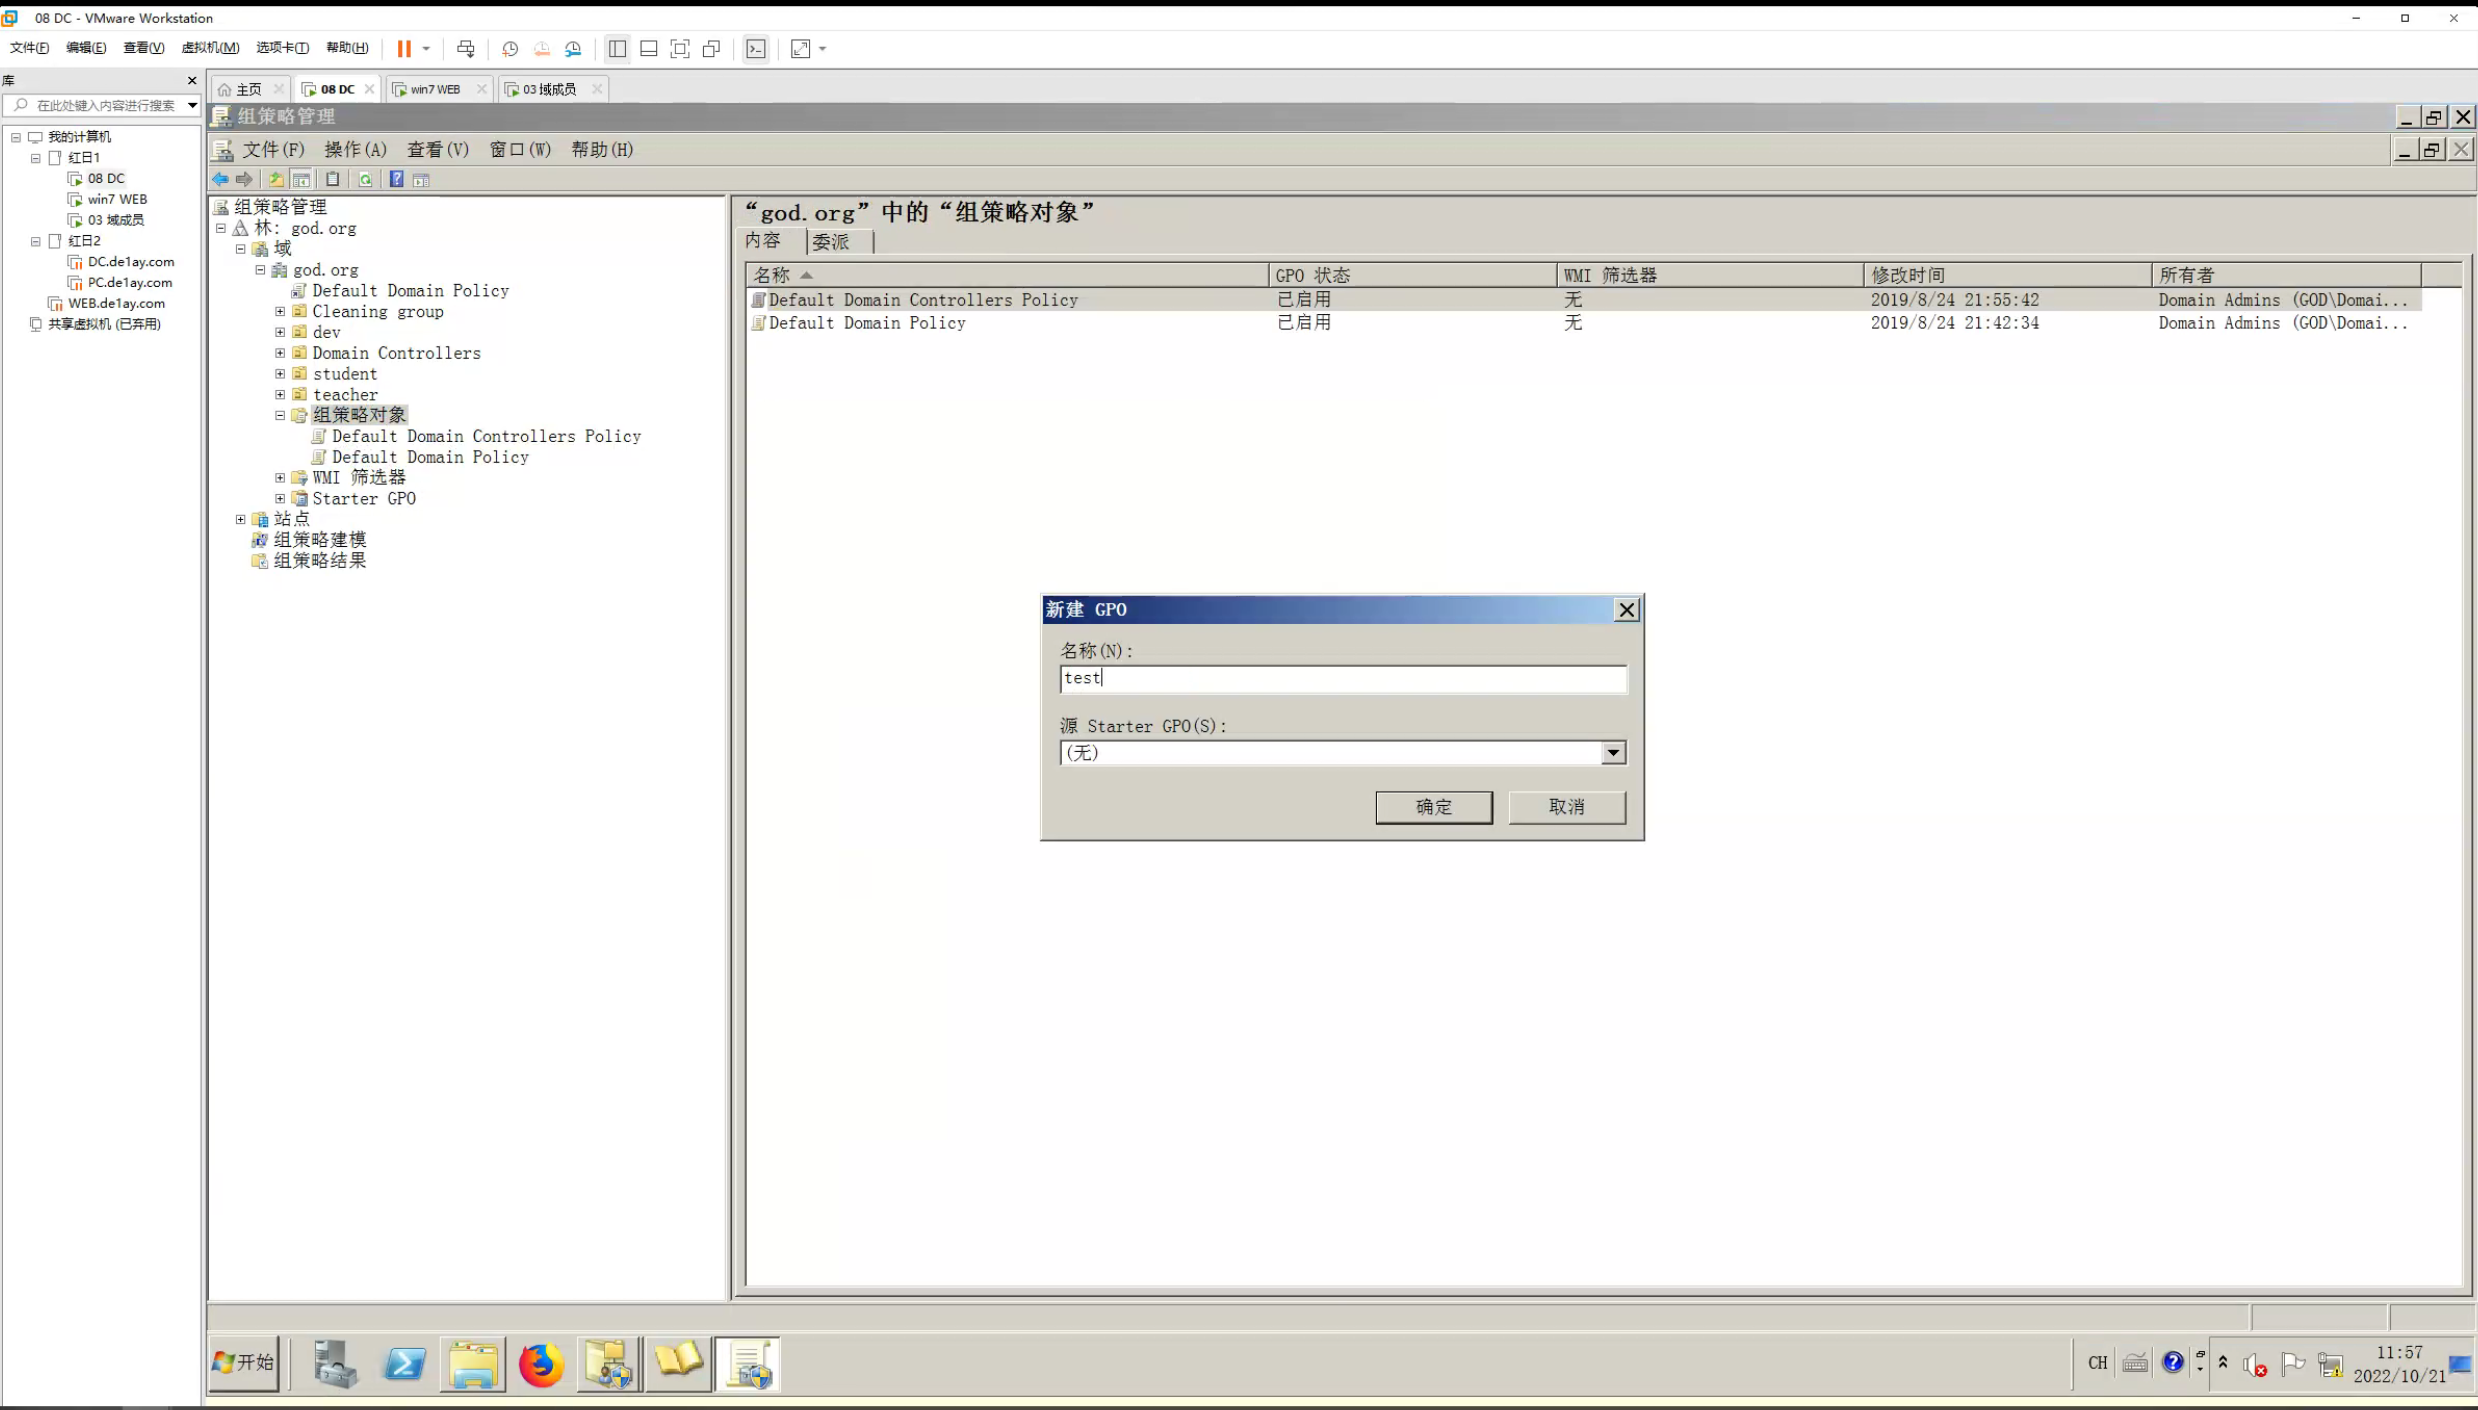 08 DC - VMware Workstation
文件(F) 编辑(E) 查看(V) 虚拟机(M) 选项卡(T) 帮助(H)
库
在此处键入内容进行搜索
我的计算机
红日1
08 DC
win7 WEB
03 域成员
红日2
DC.de1ay.com
PC.de1ay.com
WEB.de1ay.com
共享虚拟机 (已弃用)
主页 08 DC win7 WEB 03 域成员
组策略管理
文件(F) 操作(A) 查看(V) 窗口(W) 帮助(H)
组策略管理
林: god.org
域
god.org
Default Domain Policy
Cleaning group
dev
Domain Controllers
student
teacher
组策略对象
Default Domain Controllers Policy
Default Domain Policy
WMI 筛选器
Starter GPO
站点
组策略建模
组策略结果
“god.org”中的“组策略对象”
内容 委派
名称 GPO 状态 WMI 筛选器 修改时间 所有者
Default Domain Controllers Policy 已启用 无 2019/8/24 21:55:42 Domain Admins (GOD\Domai...
Default Domain Policy 已启用 无 2019/8/24 21:42:34 Domain Admins (GOD\Domai...
新建 GPO
名称(N):
test
源 Starter GPO(S):
(无)
确定 取消
开始
CH
11:57
2022/10/21